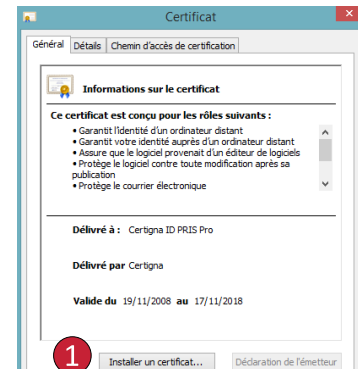 Certificat
Général Détails Chemin d'accès de certification
Informations sur le certificat
Ce certificat est conçu pour les rôles suivants :
• Garantit l'identité d'un ordinateur distant
• Garantit votre identité auprès d'un ordinateur distant
• Assure que le logiciel provenait d'un éditeur de logiciels
• Protège le logiciel contre toute modification après sa
publication
• Protège le courrier électronique
Délivré à : Certigna ID PRIS Pro
Délivré par Certigna
Valide du 19/11/2008 au 17/11/2018
1 Installer un certificat... Déclaration de l'émetteur